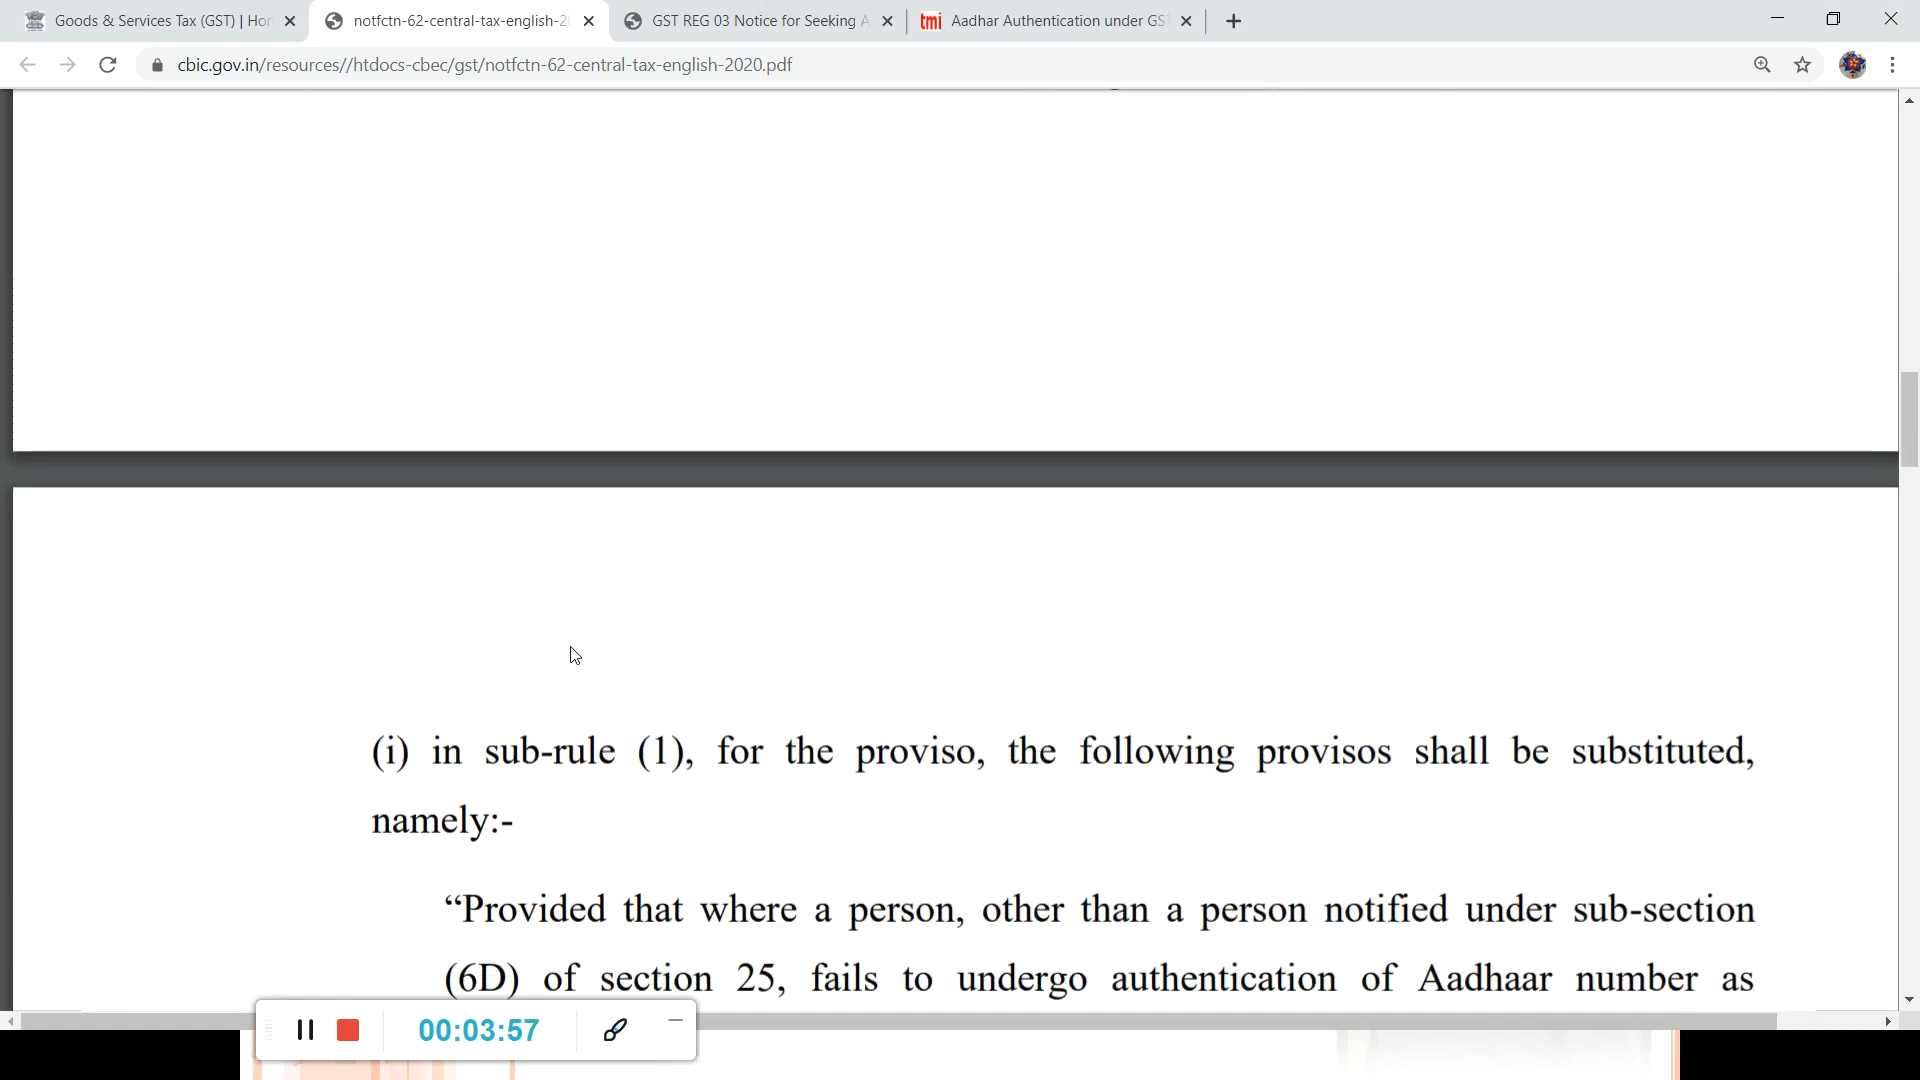 Goods & Services Tax (GST) | Hor
notfctn-62-central-tax-english-20
GST REG 03 Notice for Seeking A
tmi Aadhar Authentication under GST
cbic.gov.in/resources//htdocs-cbec/gst/notfctn-62-central-tax-english-2020.pdf
(i) in sub-rule (1), for the proviso, the following provisos shall be substituted,
namely:-
“Provided that where a person, other than a person notified under sub-section
(6D) of section 25, fails to undergo authentication of Aadhaar number as
00:03:57